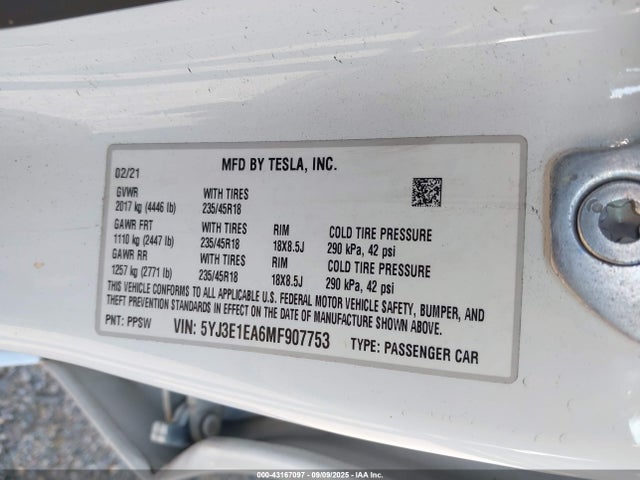 02/21 MFD BY TESLA, INC.
GVWR WITH TIRES
2017 kg (4446 lb) 235/45R18
GAWR FRT WITH TIRES RIM COLD TIRE PRESSURE
1110 kg (2447 lb) 235/45R18 18X8.5J 290 kPa, 42 psi
GAWR RR WITH TIRES RIM COLD TIRE PRESSURE
1257 kg (2771 lb) 235/45R18 18X8.5J 290 kPa, 42 psi
THIS VEHICLE CONFORMS TO ALL APPLICABLE U.S. FEDERAL MOTOR VEHICLE SAFETY, BUMPER, AND
THEFT PREVENTION STANDARDS IN EFFECT ON THE DATE OF MANUFACTURE SHOWN ABOVE.
PNT: PPSW VIN: 5YJ3E1EA6MF907753 TYPE: PASSENGER CAR
000-43167097 - 09/09/2025 - IAA Inc.